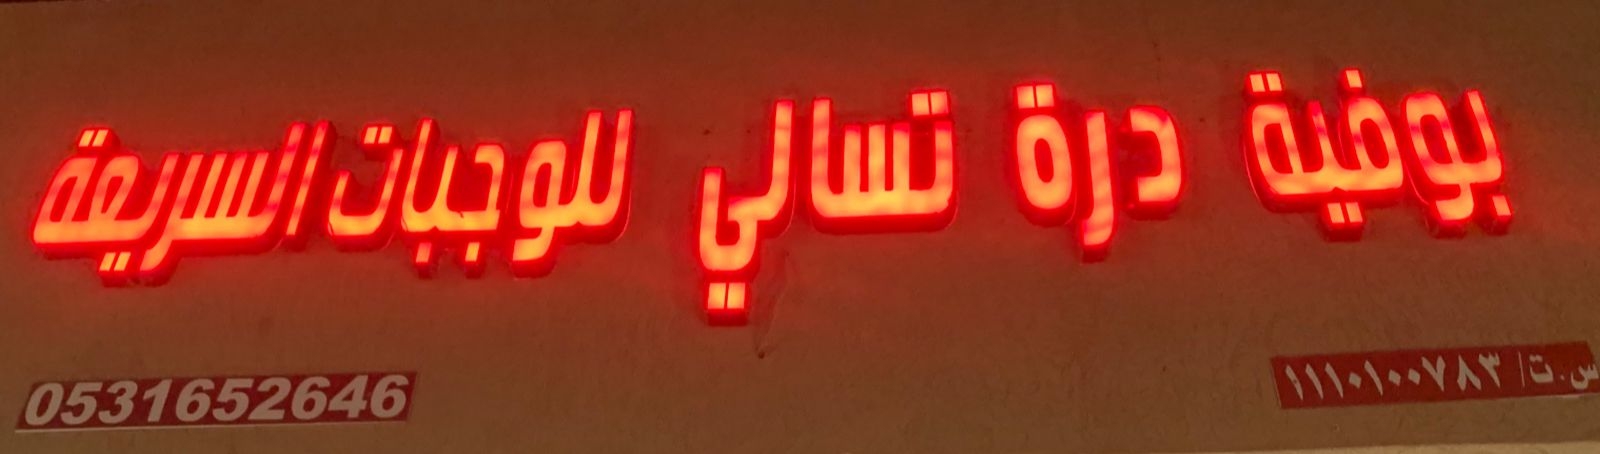 بوفية درة تسالي للوجبات السريعة
س.ت/ ١١١٠١٠٠٧٨٣
0531652646